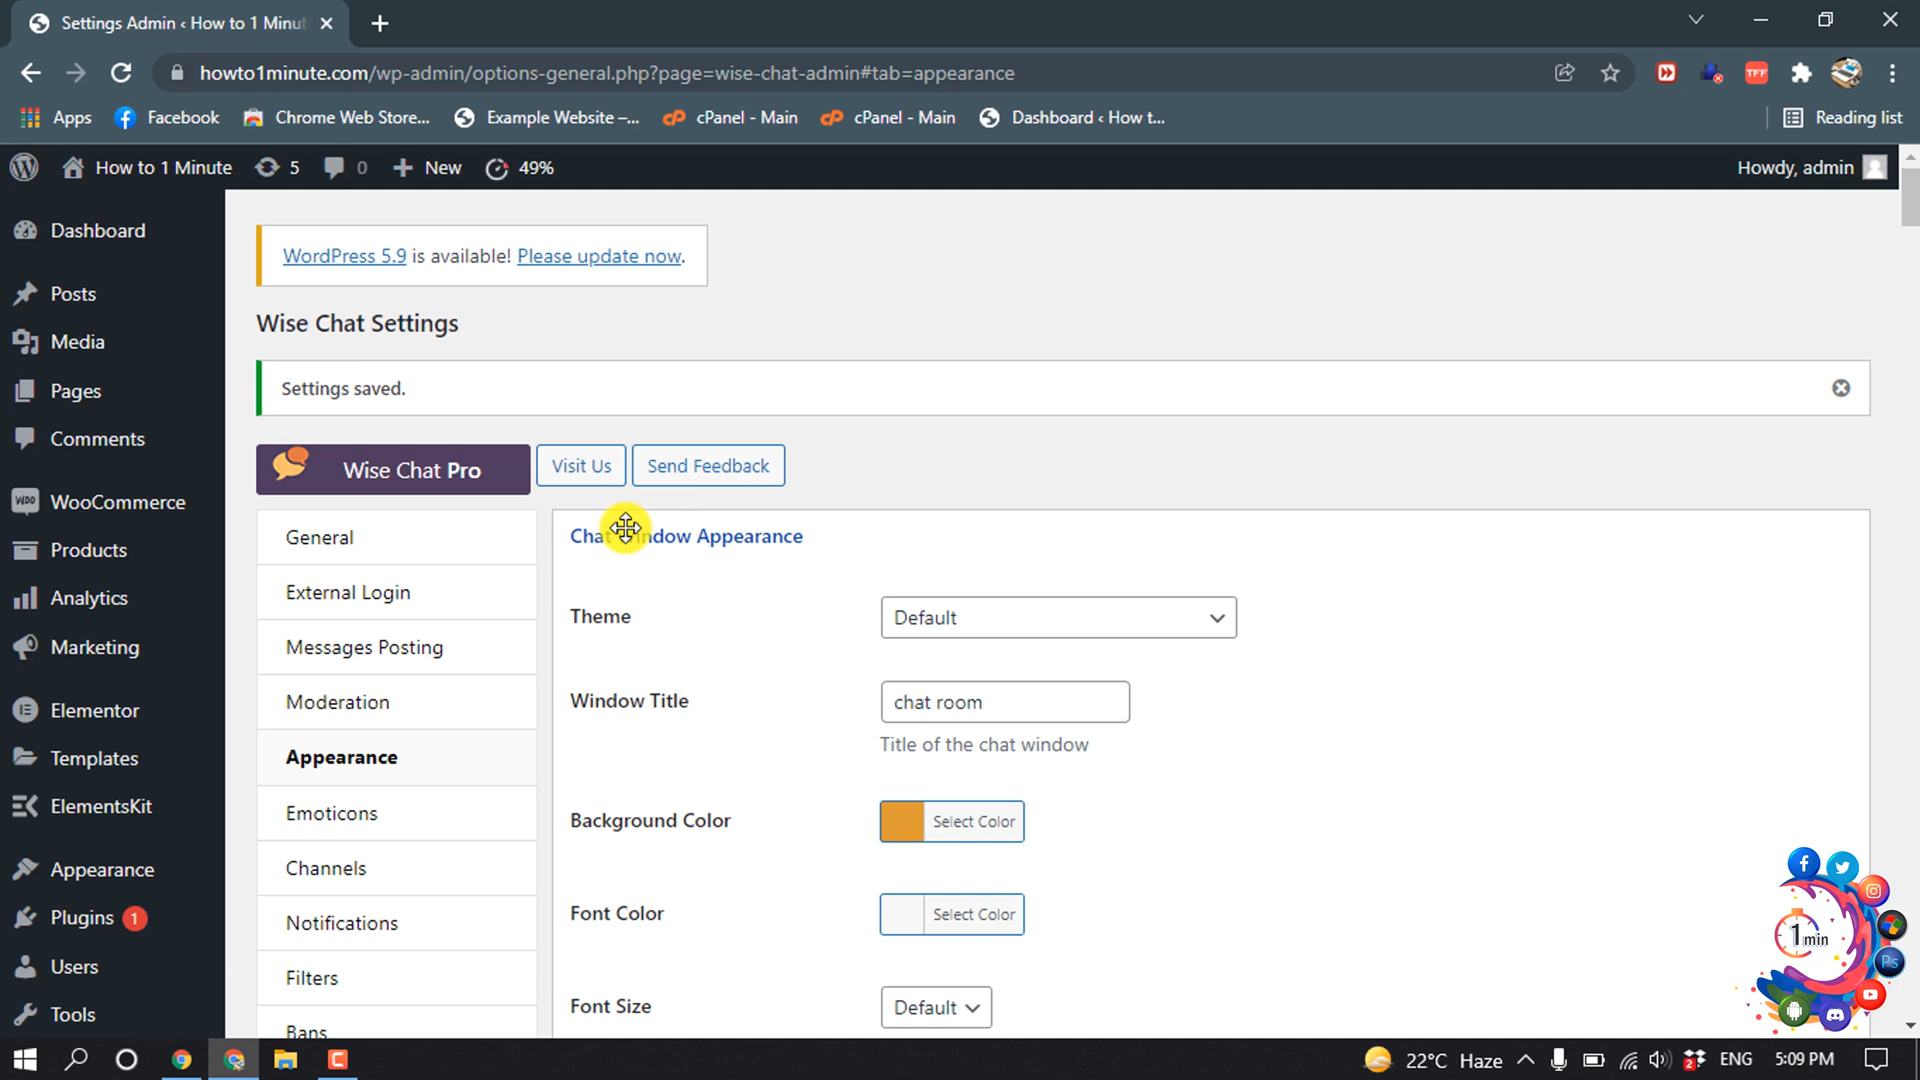 Settings Admin ‹ How to 1 Minut
howto1minute.com/wp-admin/options-general.php?page=wise-chat-admin#tab=appearance
Apps Facebook Chrome Web Store... Example Website –... cPanel - Main cPanel - Main Dashboard ‹ How t... Reading list
How to 1 Minute 5 0 New 49% Howdy, admin
Dashboard
Posts
Media
Pages
Comments
WooCommerce
Products
Analytics
Marketing
Elementor
Templates
ElementsKit
Appearance
Plugins 1
Users
Tools
WordPress 5.9 is available! Please update now.
Wise Chat Settings
Settings saved.
Wise Chat Pro Visit Us Send Feedback
General
External Login
Messages Posting
Moderation
Appearance
Emoticons
Channels
Notifications
Filters
Bans
Chat Window Appearance
Theme Default
Window Title chat room
Title of the chat window
Background Color Select Color
Font Color Select Color
Font Size Default
1 min
Ps
22°C Haze ENG 5:09 PM